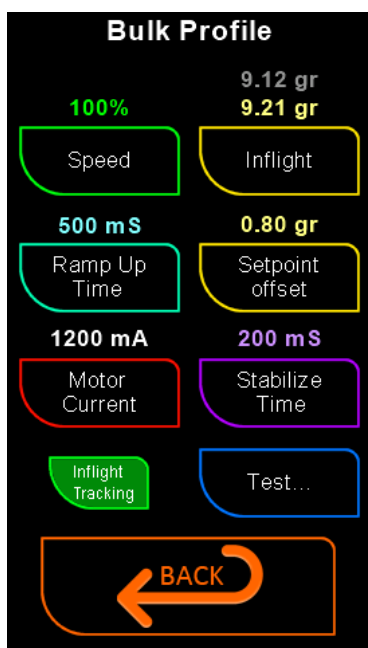 Bulk Profile
9.12 gr
100%
9.21 gr
Speed
Inflight
500 mS
0.80 gr
Ramp Up
Time
Setpoint
offset
1200 mA
200 mS
Motor
Current
Stabilize
Time
Inflight
Tracking
Test...
BACK